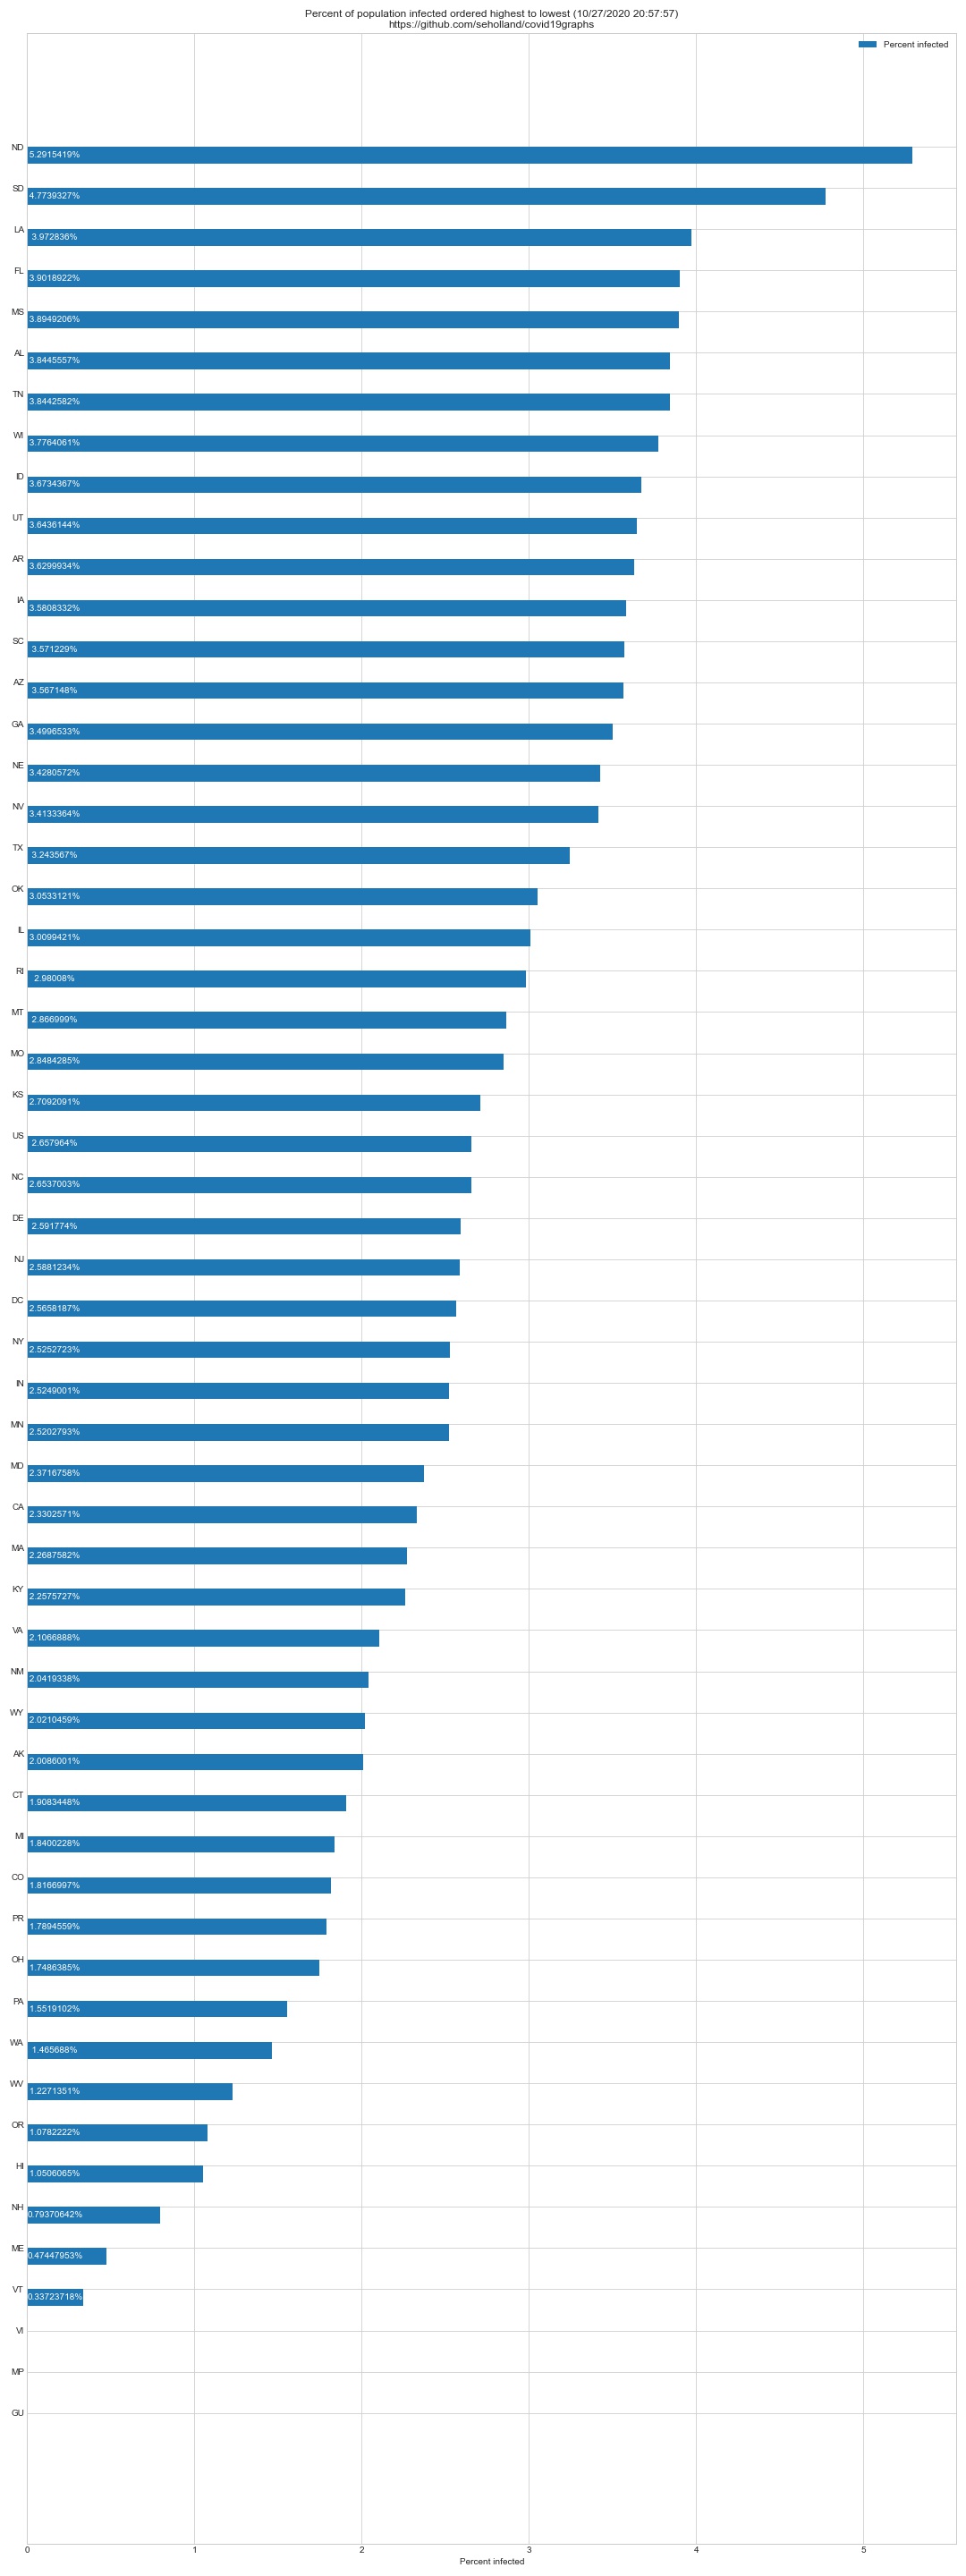 Percent of population infected ordered highest to lowest (10/27/2020 20:57:57)
https://github.com/seholland/covid19graphs
Percent infected
ND 5.2915419%
SD 4.7739327%
LA 3.972836%
FL 3.9018922%
MS 3.8949206%
AL 3.8445557%
TN 3.8442582%
WI 3.7764061%
ID 3.6734367%
UT 3.6436144%
AR 3.6299934%
IA 3.5808332%
SC 3.571229%
AZ 3.567148%
GA 3.4996533%
NE 3.4280572%
NV 3.4133364%
TX 3.243567%
OK 3.0533121%
IL 3.0099421%
RI 2.98008%
MT 2.866999%
MO 2.8484285%
KS 2.7092091%
US 2.657964%
NC 2.6537003%
DE 2.591774%
NJ 2.5881234%
DC 2.5658187%
NY 2.5252723%
IN 2.5249001%
MN 2.5202793%
MD 2.3716758%
CA 2.3302571%
MA 2.2687582%
KY 2.2575727%
VA 2.1066888%
NM 2.0419338%
WY 2.0210459%
AK 2.0086001%
CT 1.9083448%
MI 1.8400228%
CO 1.8166997%
PR 1.7894559%
OH 1.7486385%
PA 1.5519102%
WA 1.465688%
WV 1.2271351%
OR 1.0782222%
HI 1.0506065%
NH 0.79370642%
ME 0.47447953%
VT 0.33723718%
VI
MP
GU
0 1 2 3 4 5
Percent infected